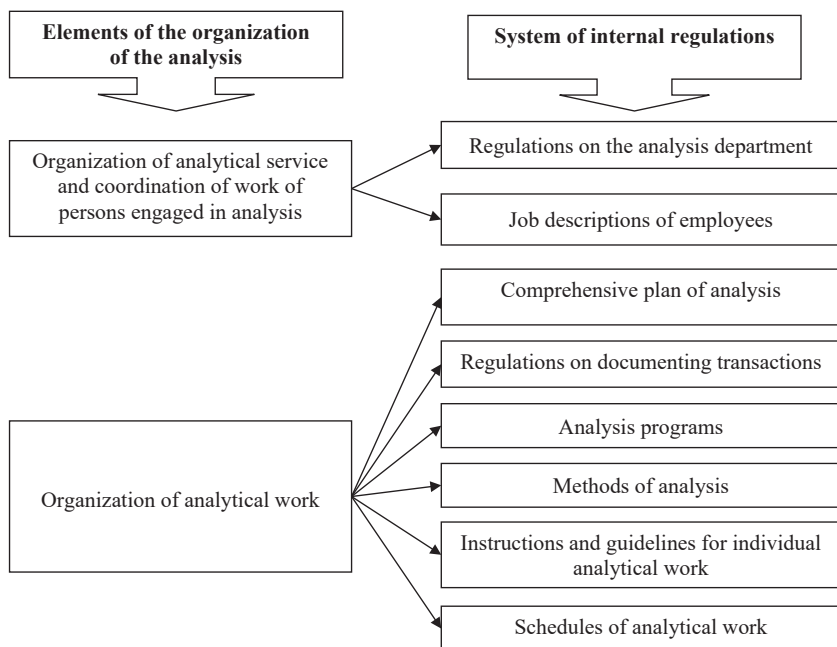 Elements of the organization
of the analysis
System of internal regulations
Organization of analytical service
and coordination of work of
persons engaged in analysis
Regulations on the analysis department
Job descriptions of employees
Organization of analytical work
Comprehensive plan of analysis
Regulations on documenting transactions
Analysis programs
Methods of analysis
Instructions and guidelines for individual
analytical work
Schedules of analytical work